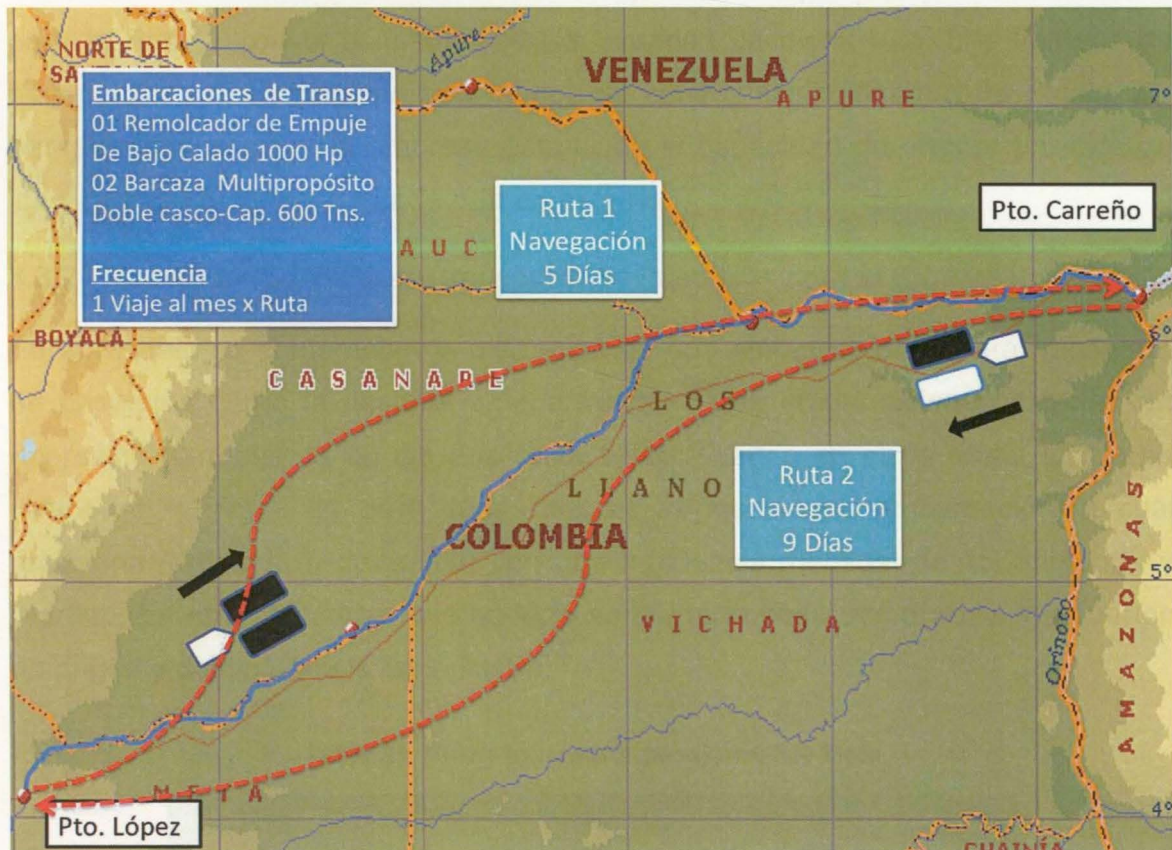 NORTE DE
Apure
VENEZUELA
APURE
7°
Embarcaciones de Transp.
01 Remolcador de Empuje
De Bajo Calado 1000 Hp
02 Barcaza Multipropósito
Doble casco-Cap. 600 Tns.
Frecuencia
1 Viaje al mes x Ruta
Ruta 1
Navegación
5 Días
Pto. Carreño
BOYACA
6°
CASANARE
LOS
LLANO
Ruta 2
Navegación
9 Días
COLOMBIA
5°
VICHADA
Orinoco
AMAZONAS
META
Pto. López
4°